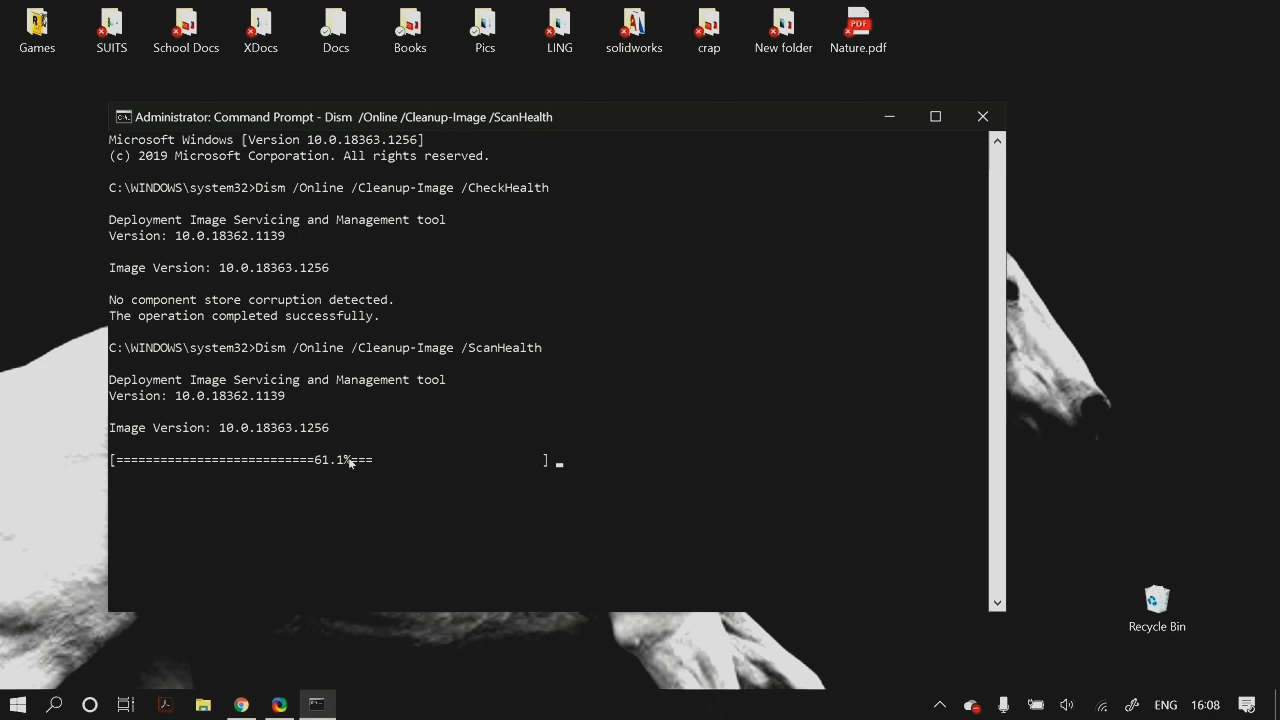 Games
SUITS
School Docs
XDocs
Docs
Books
Pics
LING
solidworks
crap
New folder
PDF
Nature.pdf
Administrator: Command Prompt - Dism /Online /Cleanup-Image /ScanHealth
Microsoft Windows [Version 10.0.18363.1256]
(c) 2019 Microsoft Corporation. All rights reserved.
C:\WINDOWS\system32>Dism /Online /Cleanup-Image /CheckHealth
Deployment Image Servicing and Management tool
Version: 10.0.18362.1139
Image Version: 10.0.18363.1256
No component store corruption detected.
The operation completed successfully.
C:\WINDOWS\system32>Dism /Online /Cleanup-Image /ScanHealth
Deployment Image Servicing and Management tool
Version: 10.0.18362.1139
Image Version: 10.0.18363.1256
[===========================61.1%===                       ]
Recycle Bin
ENG
16:08